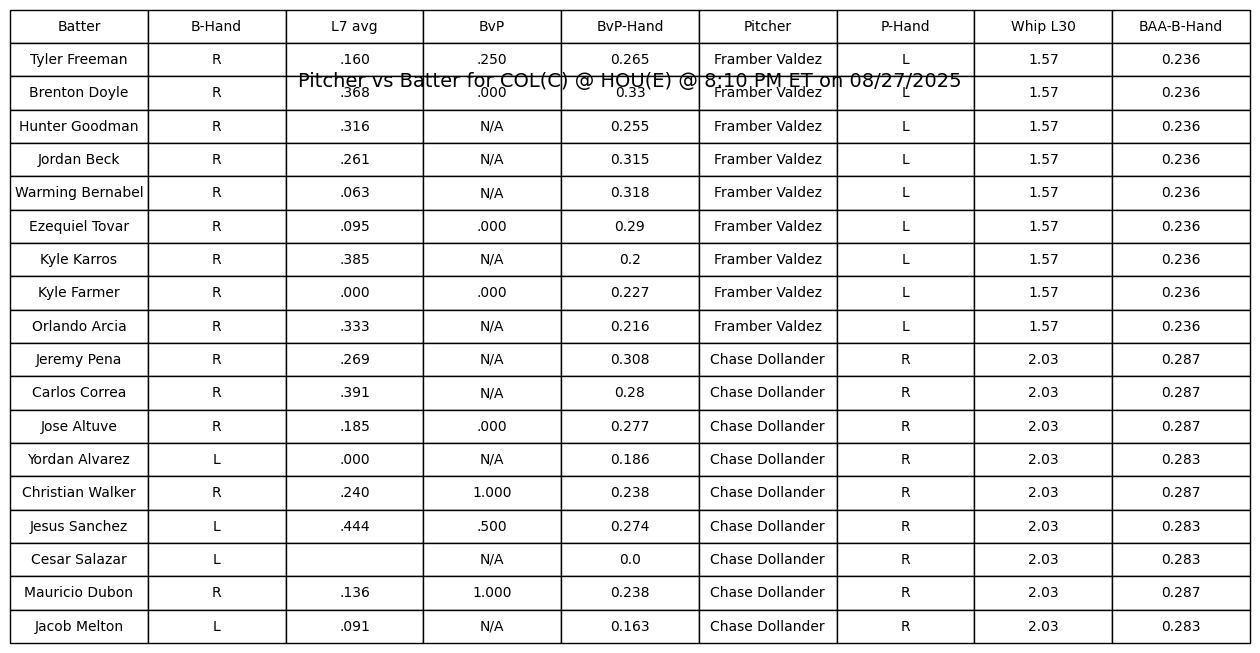 Batter B-Hand L7 avg BvP BvP-Hand Pitcher P-Hand Whip L30 BAA-B-Hand
Tyler Freeman R .160 .250 0.265 Framber Valdez L 1.57 0.236
Pitcher vs Batter for COL(C) @ HOU(E) @ 8:10 PM ET on 08/27/2025
Brenton Doyle R .368 .000 0.33 Framber Valdez L 1.57 0.236
Hunter Goodman R .316 N/A 0.255 Framber Valdez L 1.57 0.236
Jordan Beck R .261 N/A 0.315 Framber Valdez L 1.57 0.236
Warming Bernabel R .063 N/A 0.318 Framber Valdez L 1.57 0.236
Ezequiel Tovar R .095 .000 0.29 Framber Valdez L 1.57 0.236
Kyle Karros R .385 N/A 0.2 Framber Valdez L 1.57 0.236
Kyle Farmer R .000 .000 0.227 Framber Valdez L 1.57 0.236
Orlando Arcia R .333 N/A 0.216 Framber Valdez L 1.57 0.236
Jeremy Pena R .269 N/A 0.308 Chase Dollander R 2.03 0.287
Carlos Correa R .391 N/A 0.28 Chase Dollander R 2.03 0.287
Jose Altuve R .185 .000 0.277 Chase Dollander R 2.03 0.287
Yordan Alvarez L .000 N/A 0.186 Chase Dollander R 2.03 0.283
Christian Walker R .240 1.000 0.238 Chase Dollander R 2.03 0.287
Jesus Sanchez L .444 .500 0.274 Chase Dollander R 2.03 0.283
Cesar Salazar L N/A 0.0 Chase Dollander R 2.03 0.283
Mauricio Dubon R .136 1.000 0.238 Chase Dollander R 2.03 0.287
Jacob Melton L .091 N/A 0.163 Chase Dollander R 2.03 0.283